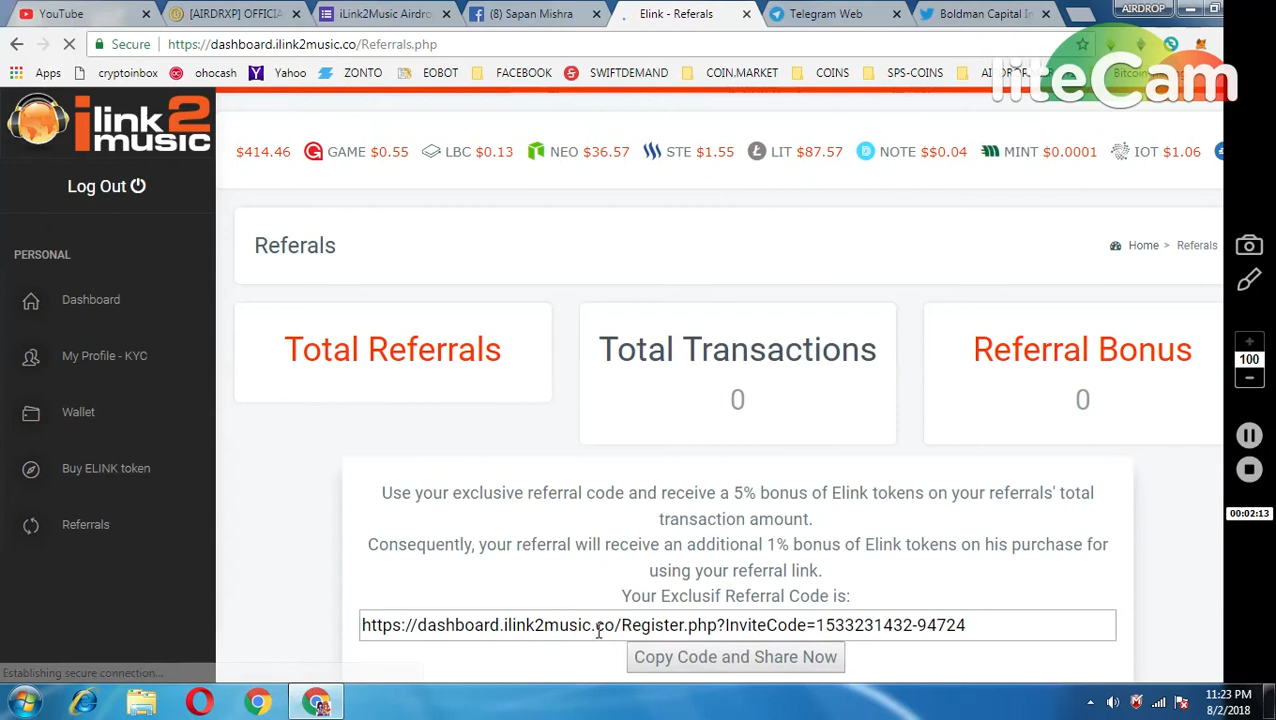 YouTube
[AIRDRXP] OFFICIA
iLink2Music Airdr
(8) Sapan Mishra
Elink - Referrals
Telegram Web
Bohman Capital I
AIRDROP
Secure
https://dashboard.ilink2music.co/Referrals.php
Apps
cryptoinbox
ohocash
Yahoo
ZONTO
EOBOT
FACEBOOK
SWIFTDEMAND
COIN.MARKET
COINS
SPS-COINS
liteCam
ilink2music
$414.46 GAME $0.55 LBC $0.13 NEO $36.57 STE $1.55 LIT $87.57 NOTE $$0.04 MINT $0.0001 IOT $1.06
Log Out
PERSONAL
Dashboard
My Profile - KYC
Wallet
Buy ELINK token
Referrals
Referals
Home > Referals
Total Referrals
Total Transactions
0
Referral Bonus
0
Use your exclusive referral code and receive a 5% bonus of Elink tokens on your referrals' total
transaction amount.
Consequently, your referral will receive an additional 1% bonus of Elink tokens on his purchase for
using your referral link.
Your Exclusif Referral Code is:
https://dashboard.ilink2music.co/Register.php?InviteCode=1533231432-94724
Copy Code and Share Now
100
00:02:13
Establishing secure connection...
11:23 PM
8/2/2018